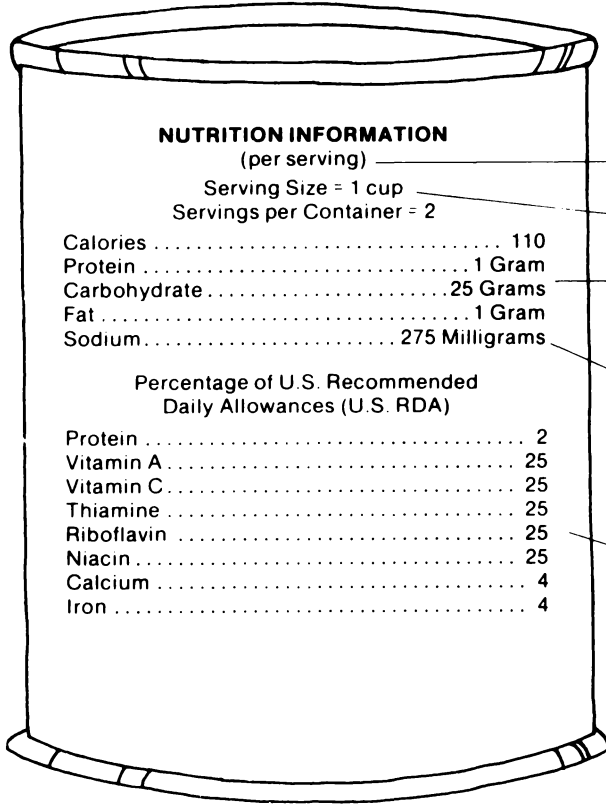 NUTRITION INFORMATION
(per serving)
Serving Size = 1 cup
Servings per Container = 2
Calories ................................. 110
Protein ............................... 1 Gram
Carbohydrate ....................... 25 Grams
Fat ................................... 1 Gram
Sodium ........................ 275 Milligrams
Percentage of U.S. Recommended
Daily Allowances (U.S. RDA)
Protein .................................... 2
Vitamin A ................................. 25
Vitamin C ................................. 25
Thiamine .................................. 25
Riboflavin ................................ 25
Niacin .................................... 25
Calcium .................................... 4
Iron ....................................... 4